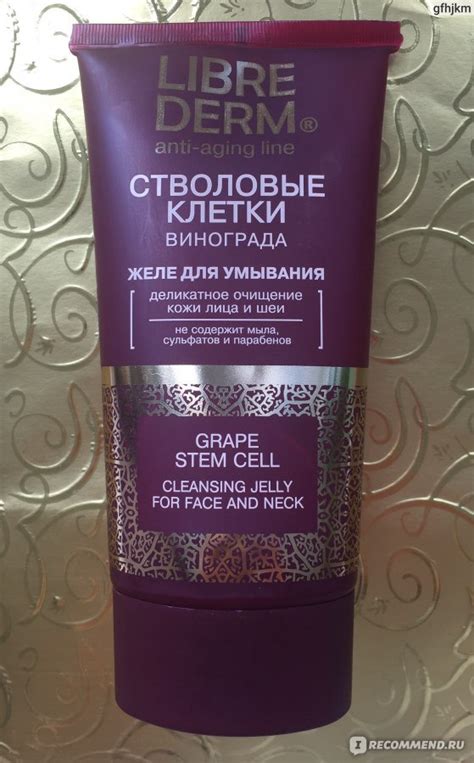 gfhjkm
LIBRE
DERM®
anti-aging line
СТВОЛОВЫЕ
КЛЕТКИ
ВИНОГРАДА
ЖЕЛЕ ДЛЯ УМЫВАНИЯ
деликатное очищение
кожи лица и шеи
не содержит мыла,
сульфатов и парабенов
GRAPE
STEM CELL
CLEANSING JELLY
FOR FACE AND NECK
IRECOMMEND.RU